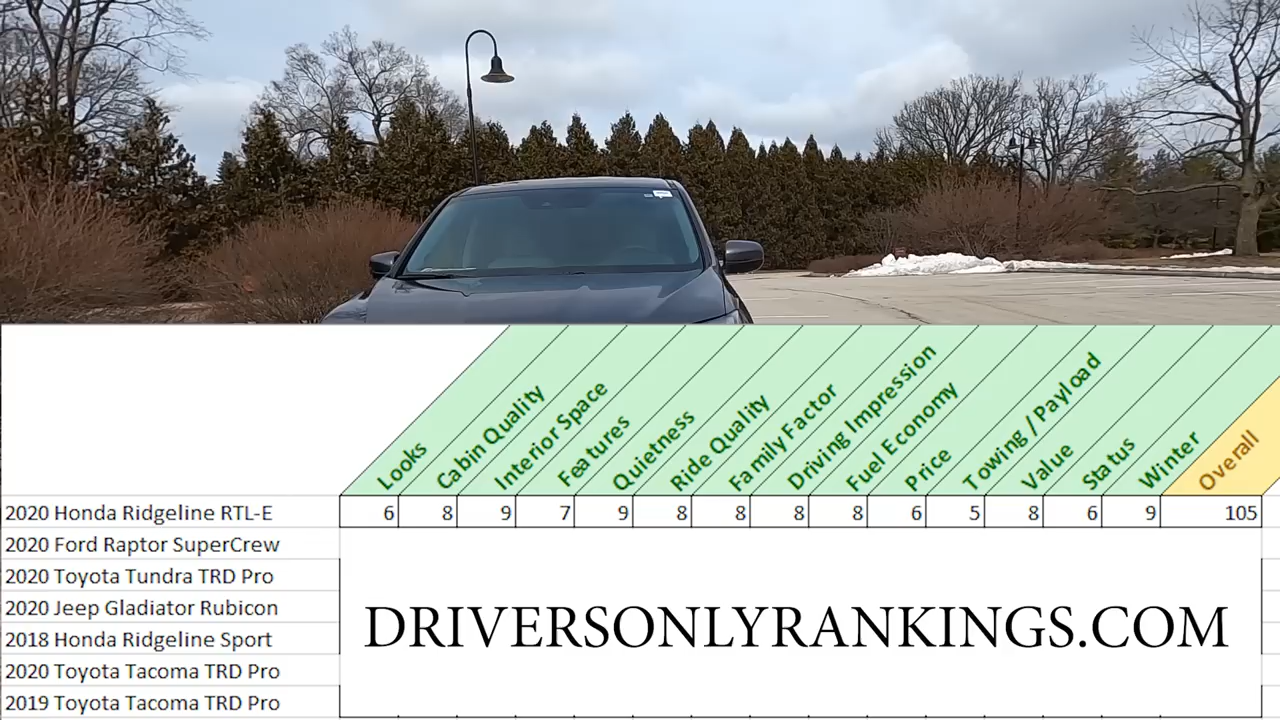 Looks
Cabin Quality
Interior Space
Features
Quietness
Ride Quality
Family Factor
Driving Impression
Fuel Economy
Price
Towing / Payload
Value
Status
Winter
Overall
2020 Honda Ridgeline RTL-E 6 8 9 7 9 8 8 8 8 6 5 8 6 9 105
2020 Ford Raptor SuperCrew
2020 Toyota Tundra TRD Pro
2020 Jeep Gladiator Rubicon
2018 Honda Ridgeline Sport
2020 Toyota Tacoma TRD Pro
2019 Toyota Tacoma TRD Pro
DRIVERSONLYRANKINGS.COM